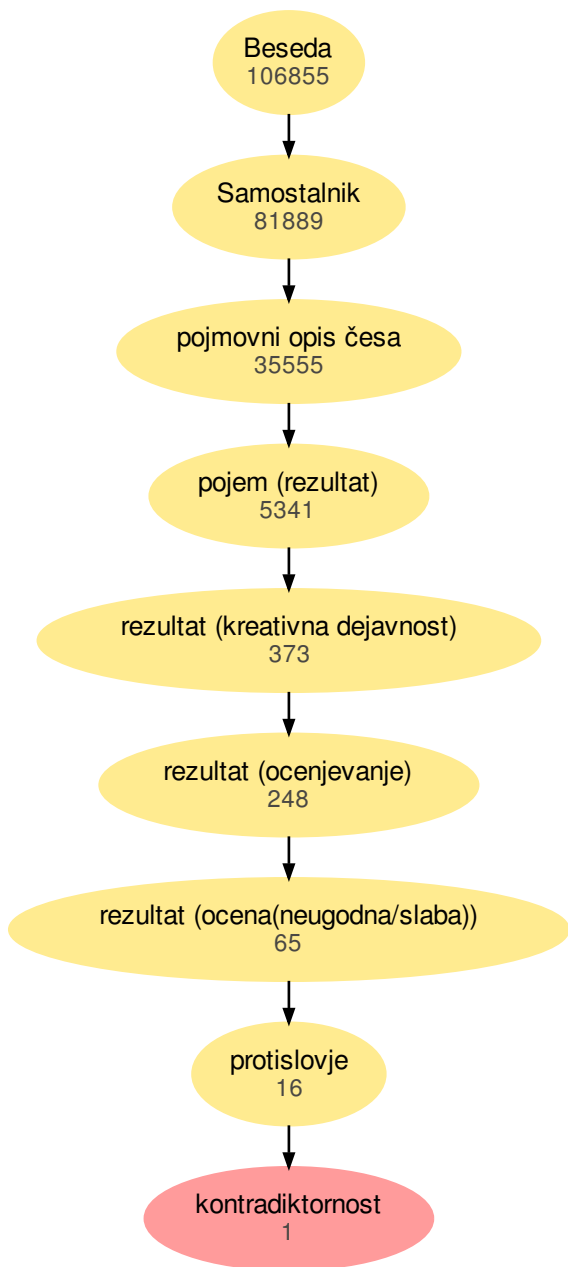 Beseda
106855
Samostalnik
81889
pojmovni opis česa
35555
pojem (rezultat)
5341
rezultat (kreativna dejavnost)
373
rezultat (ocenjevanje)
248
rezultat (ocena(neugodna/slaba))
65
protislovje
16
kontradiktornost
1